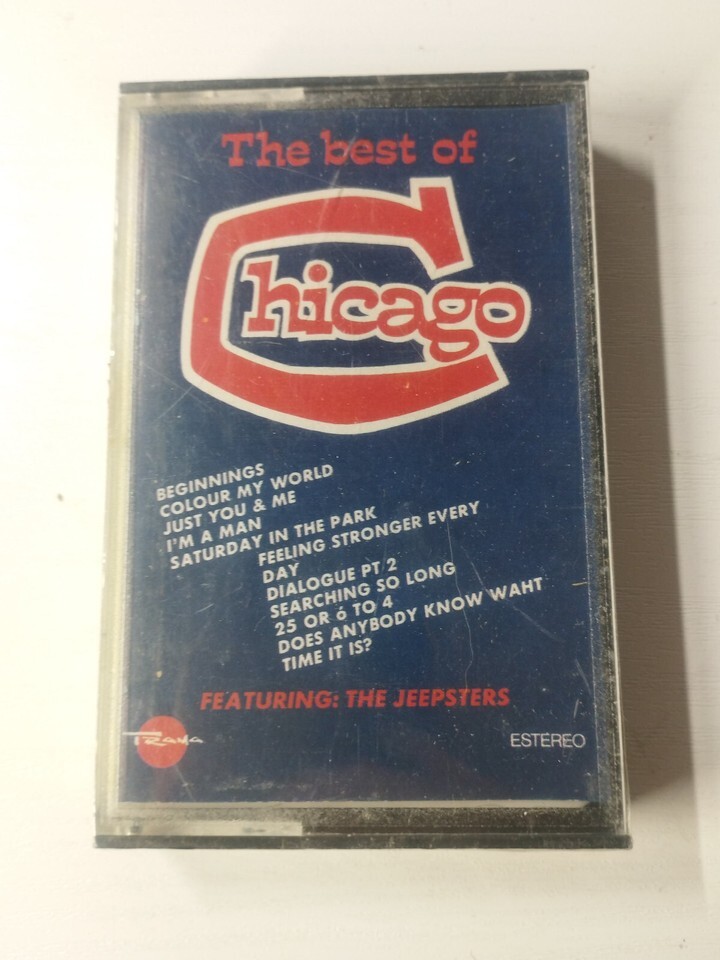 The best of
Chicago
BEGINNINGS
COLOUR MY WORLD
JUST YOU & ME
I'M A MAN
SATURDAY IN THE PARK
FEELING STRONGER EVERY
DAY
DIALOGUE PT 2
SEARCHING SO LONG
25 OR ó TO 4
DOES ANYBODY KNOW WAHT
TIME IT IS?
FEATURING: THE JEEPSTERS
ESTEREO